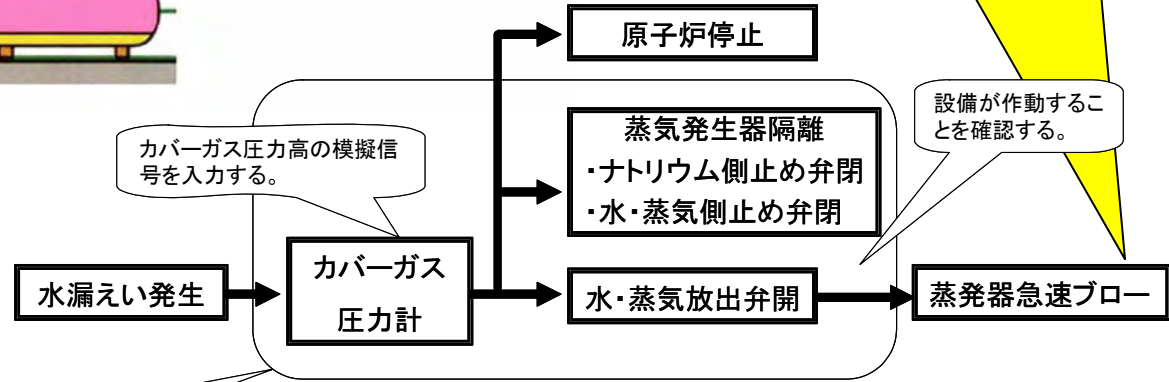 原子炉停止
設備が作動するこ
とを確認する。
カバーガス圧力高の模擬信
号を入力する。
蒸気発生器隔離
・ナトリウム側止め弁閉
・水・蒸気側止め弁閉
水漏えい発生
カバーガス
圧力計
水・蒸気放出弁開
蒸発器急速ブロー